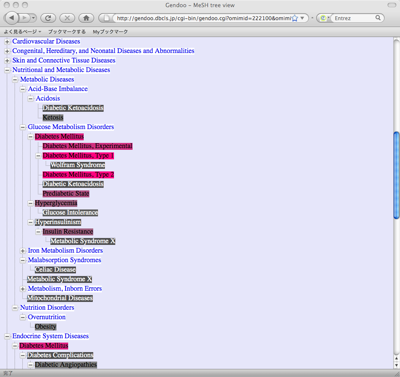 Gendoo - MeSH tree view
http://gendoo.dbcls.jp/cgi-bin/gendoo.cgi?omimid=222100&omiml
Entrez
よく見るページ ブックマークする Myブックマーク
Cardiovascular Diseases
Congenital, Hereditary, and Neonatal Diseases and Abnormalities
Skin and Connective Tissue Diseases
Nutritional and Metabolic Diseases
Metabolic Diseases
Acid-Base Imbalance
Acidosis
Diabetic Ketoacidosis
Ketosis
Glucose Metabolism Disorders
Diabetes Mellitus
Diabetes Mellitus, Experimental
Diabetes Mellitus, Type 1
Wolfram Syndrome
Diabetes Mellitus, Type 2
Diabetic Ketoacidosis
Prediabetic State
Hyperglycemia
Glucose Intolerance
Hyperinsulinism
Insulin Resistance
Metabolic Syndrome X
Iron Metabolism Disorders
Malabsorption Syndromes
Celiac Disease
Metabolic Syndrome X
Metabolism, Inborn Errors
Mitochondrial Diseases
Nutrition Disorders
Overnutrition
Obesity
Endocrine System Diseases
Diabetes Mellitus
Diabetes Complications
Diabetic Angiopathies
完了